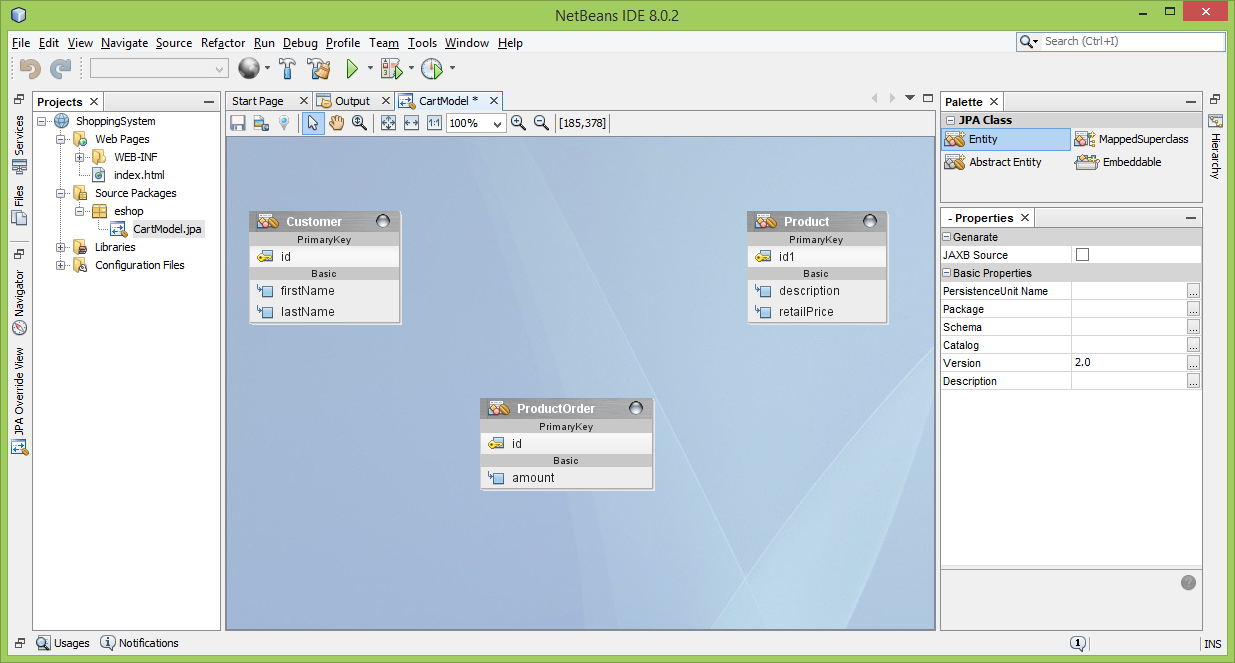 NetBeans IDE 8.0.2
File Edit View Navigate Source Refactor Run Debug Profile Team Tools Window Help
Search (Ctrl+I)
Services
Files
Navigator
JPA Override View
Projects
ShoppingSystem
Web Pages
WEB-INF
index.html
Source Packages
eshop
CartModel.jpa
Libraries
Configuration Files
Start Page Output CartModel *
1:1 100% [185,378]
Customer
PrimaryKey
id
Basic
firstName
lastName
Product
PrimaryKey
id1
Basic
description
retailPrice
ProductOrder
PrimaryKey
id
Basic
amount
Palette
JPA Class
Entity MappedSuperclass
Abstract Entity Embeddable
- Properties
Genarate
JAXB Source
Basic Properties
PersistenceUnit Name ...
Package ...
Schema ...
Catalog ...
Version 2.0 ...
Description ...
Hierarchy
Usages Notifications
1
INS